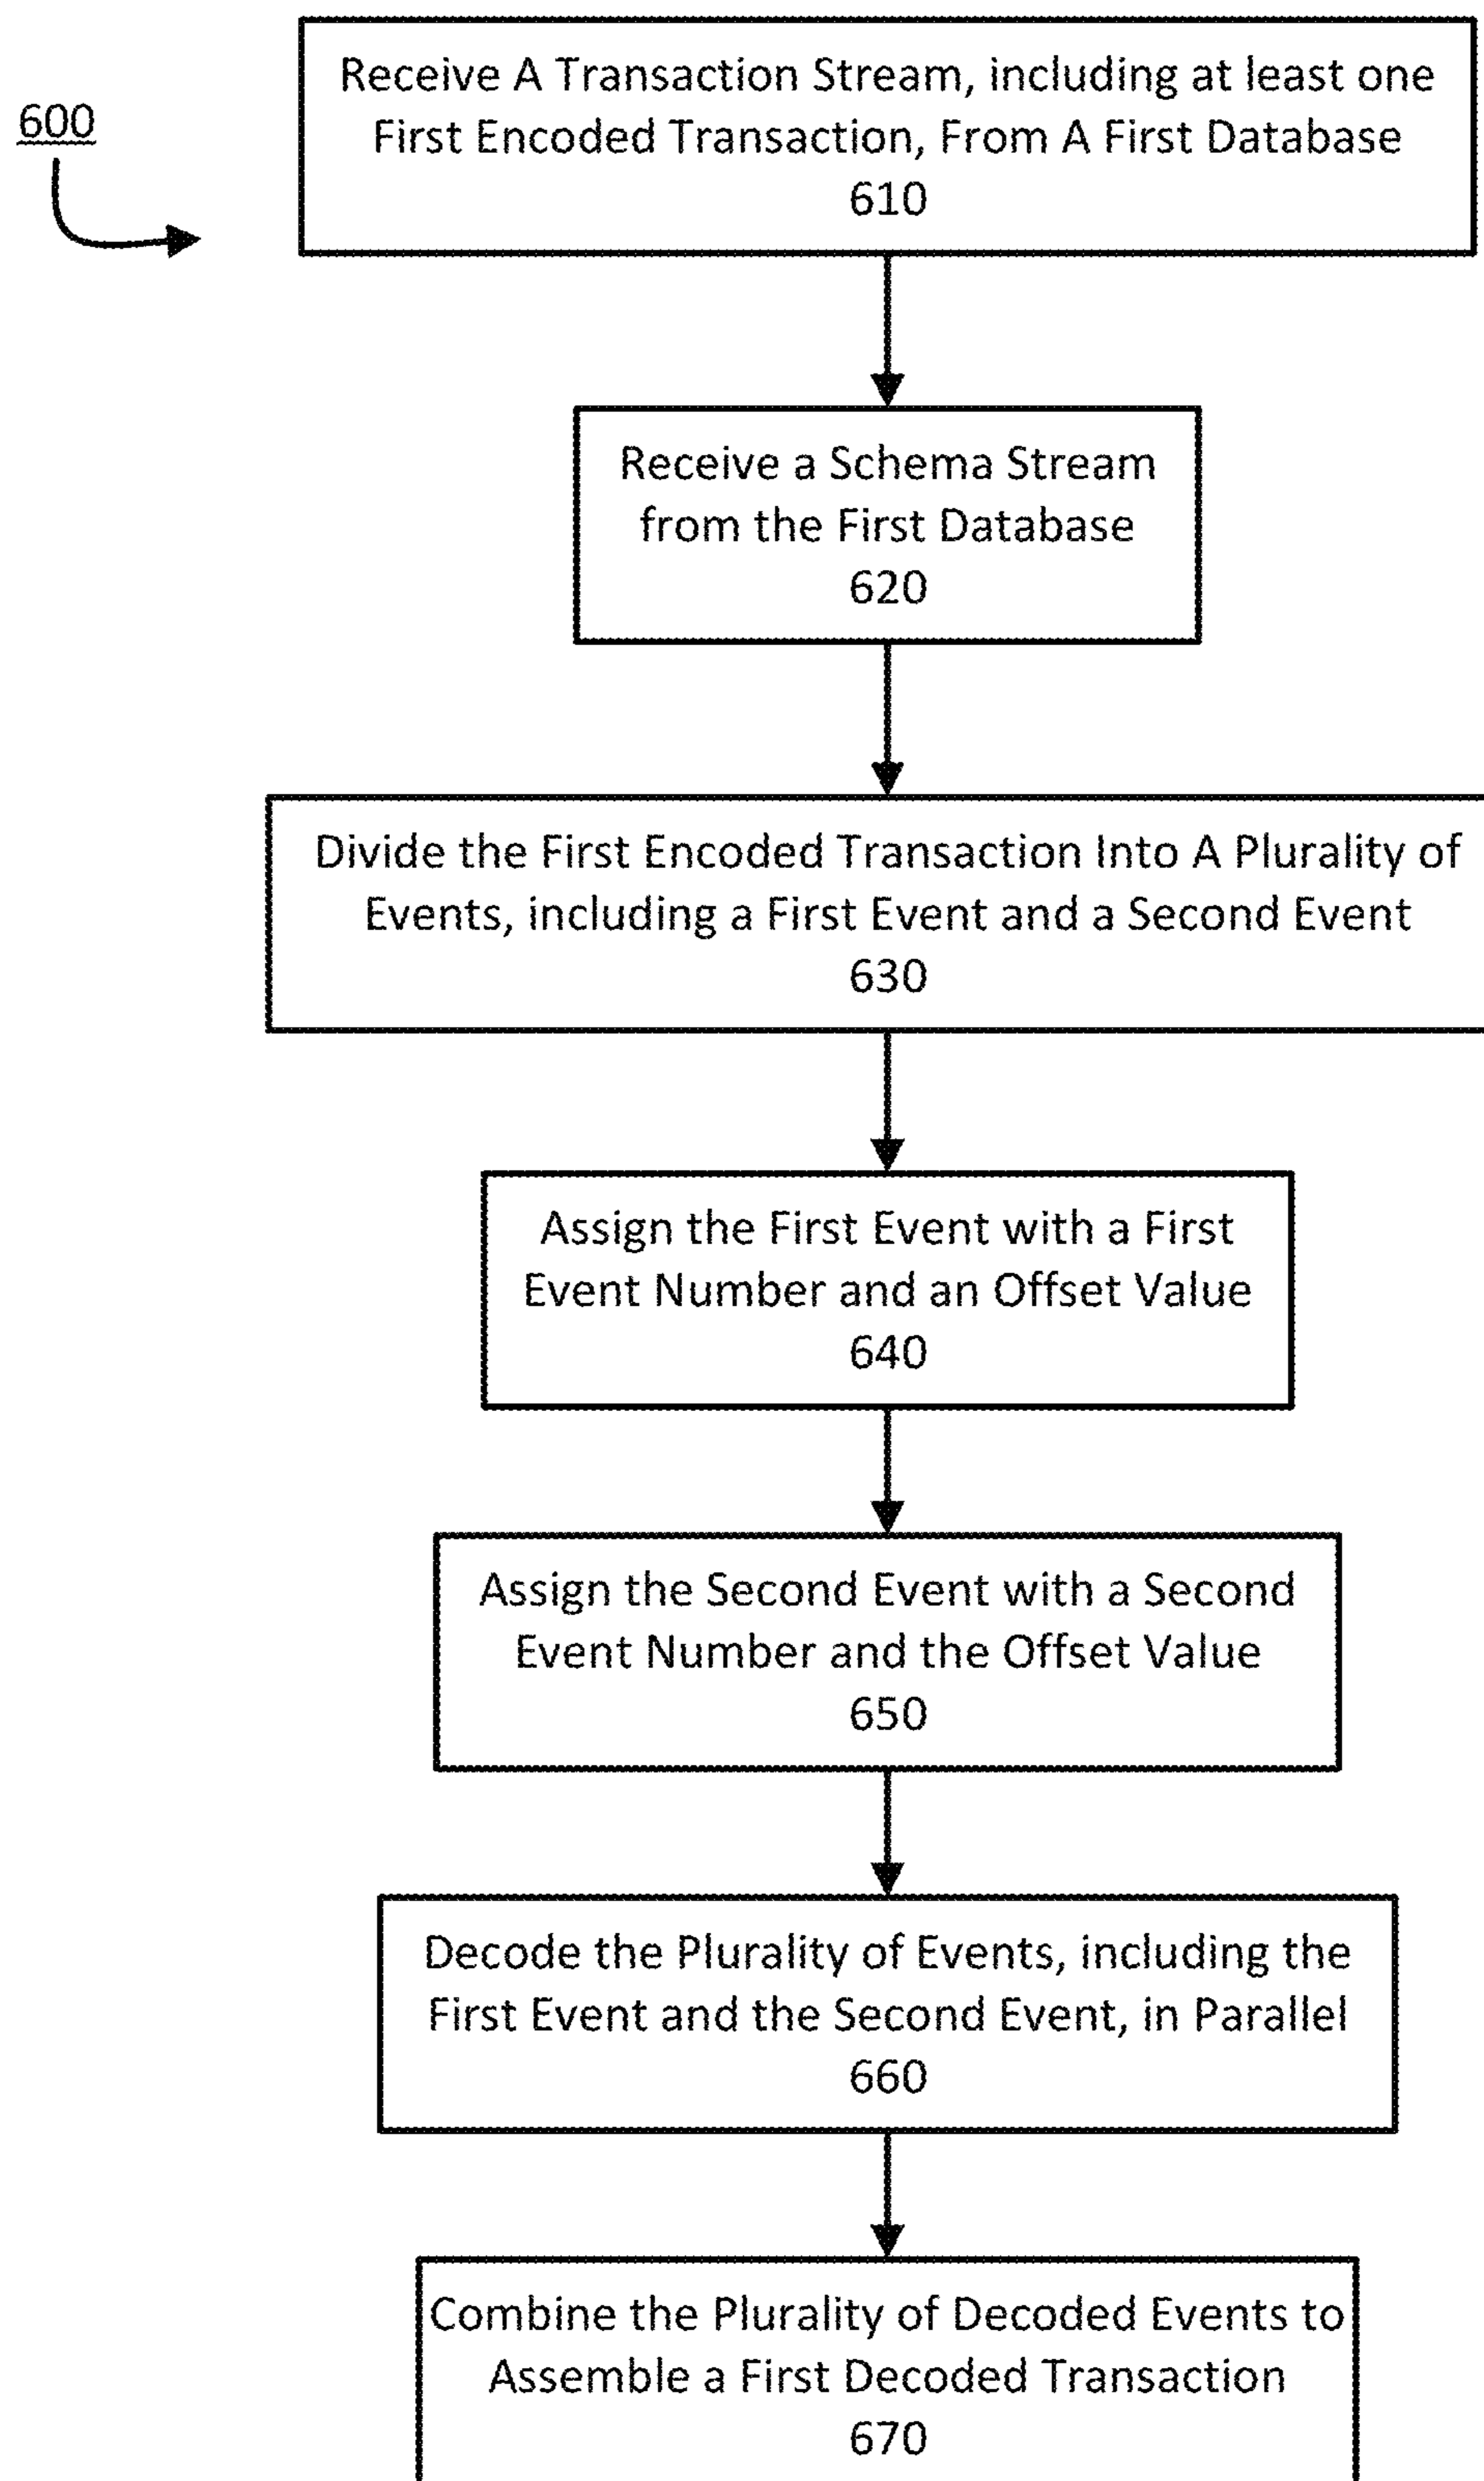 600
Receive A Transaction Stream, including at least one
First Encoded Transaction, From A First Database
610
Receive a Schema Stream
from the First Database
620
Divide the First Encoded Transaction Into A Plurality of
Events, including a First Event and a Second Event
630
Assign the First Event with a First
Event Number and an Offset Value
640
Assign the Second Event with a Second
Event Number and the Offset Value
650
Decode the Plurality of Events, including the
First Event and the Second Event, in Parallel
660
Combine the Plurality of Decoded Events to
Assemble a First Decoded Transaction
670